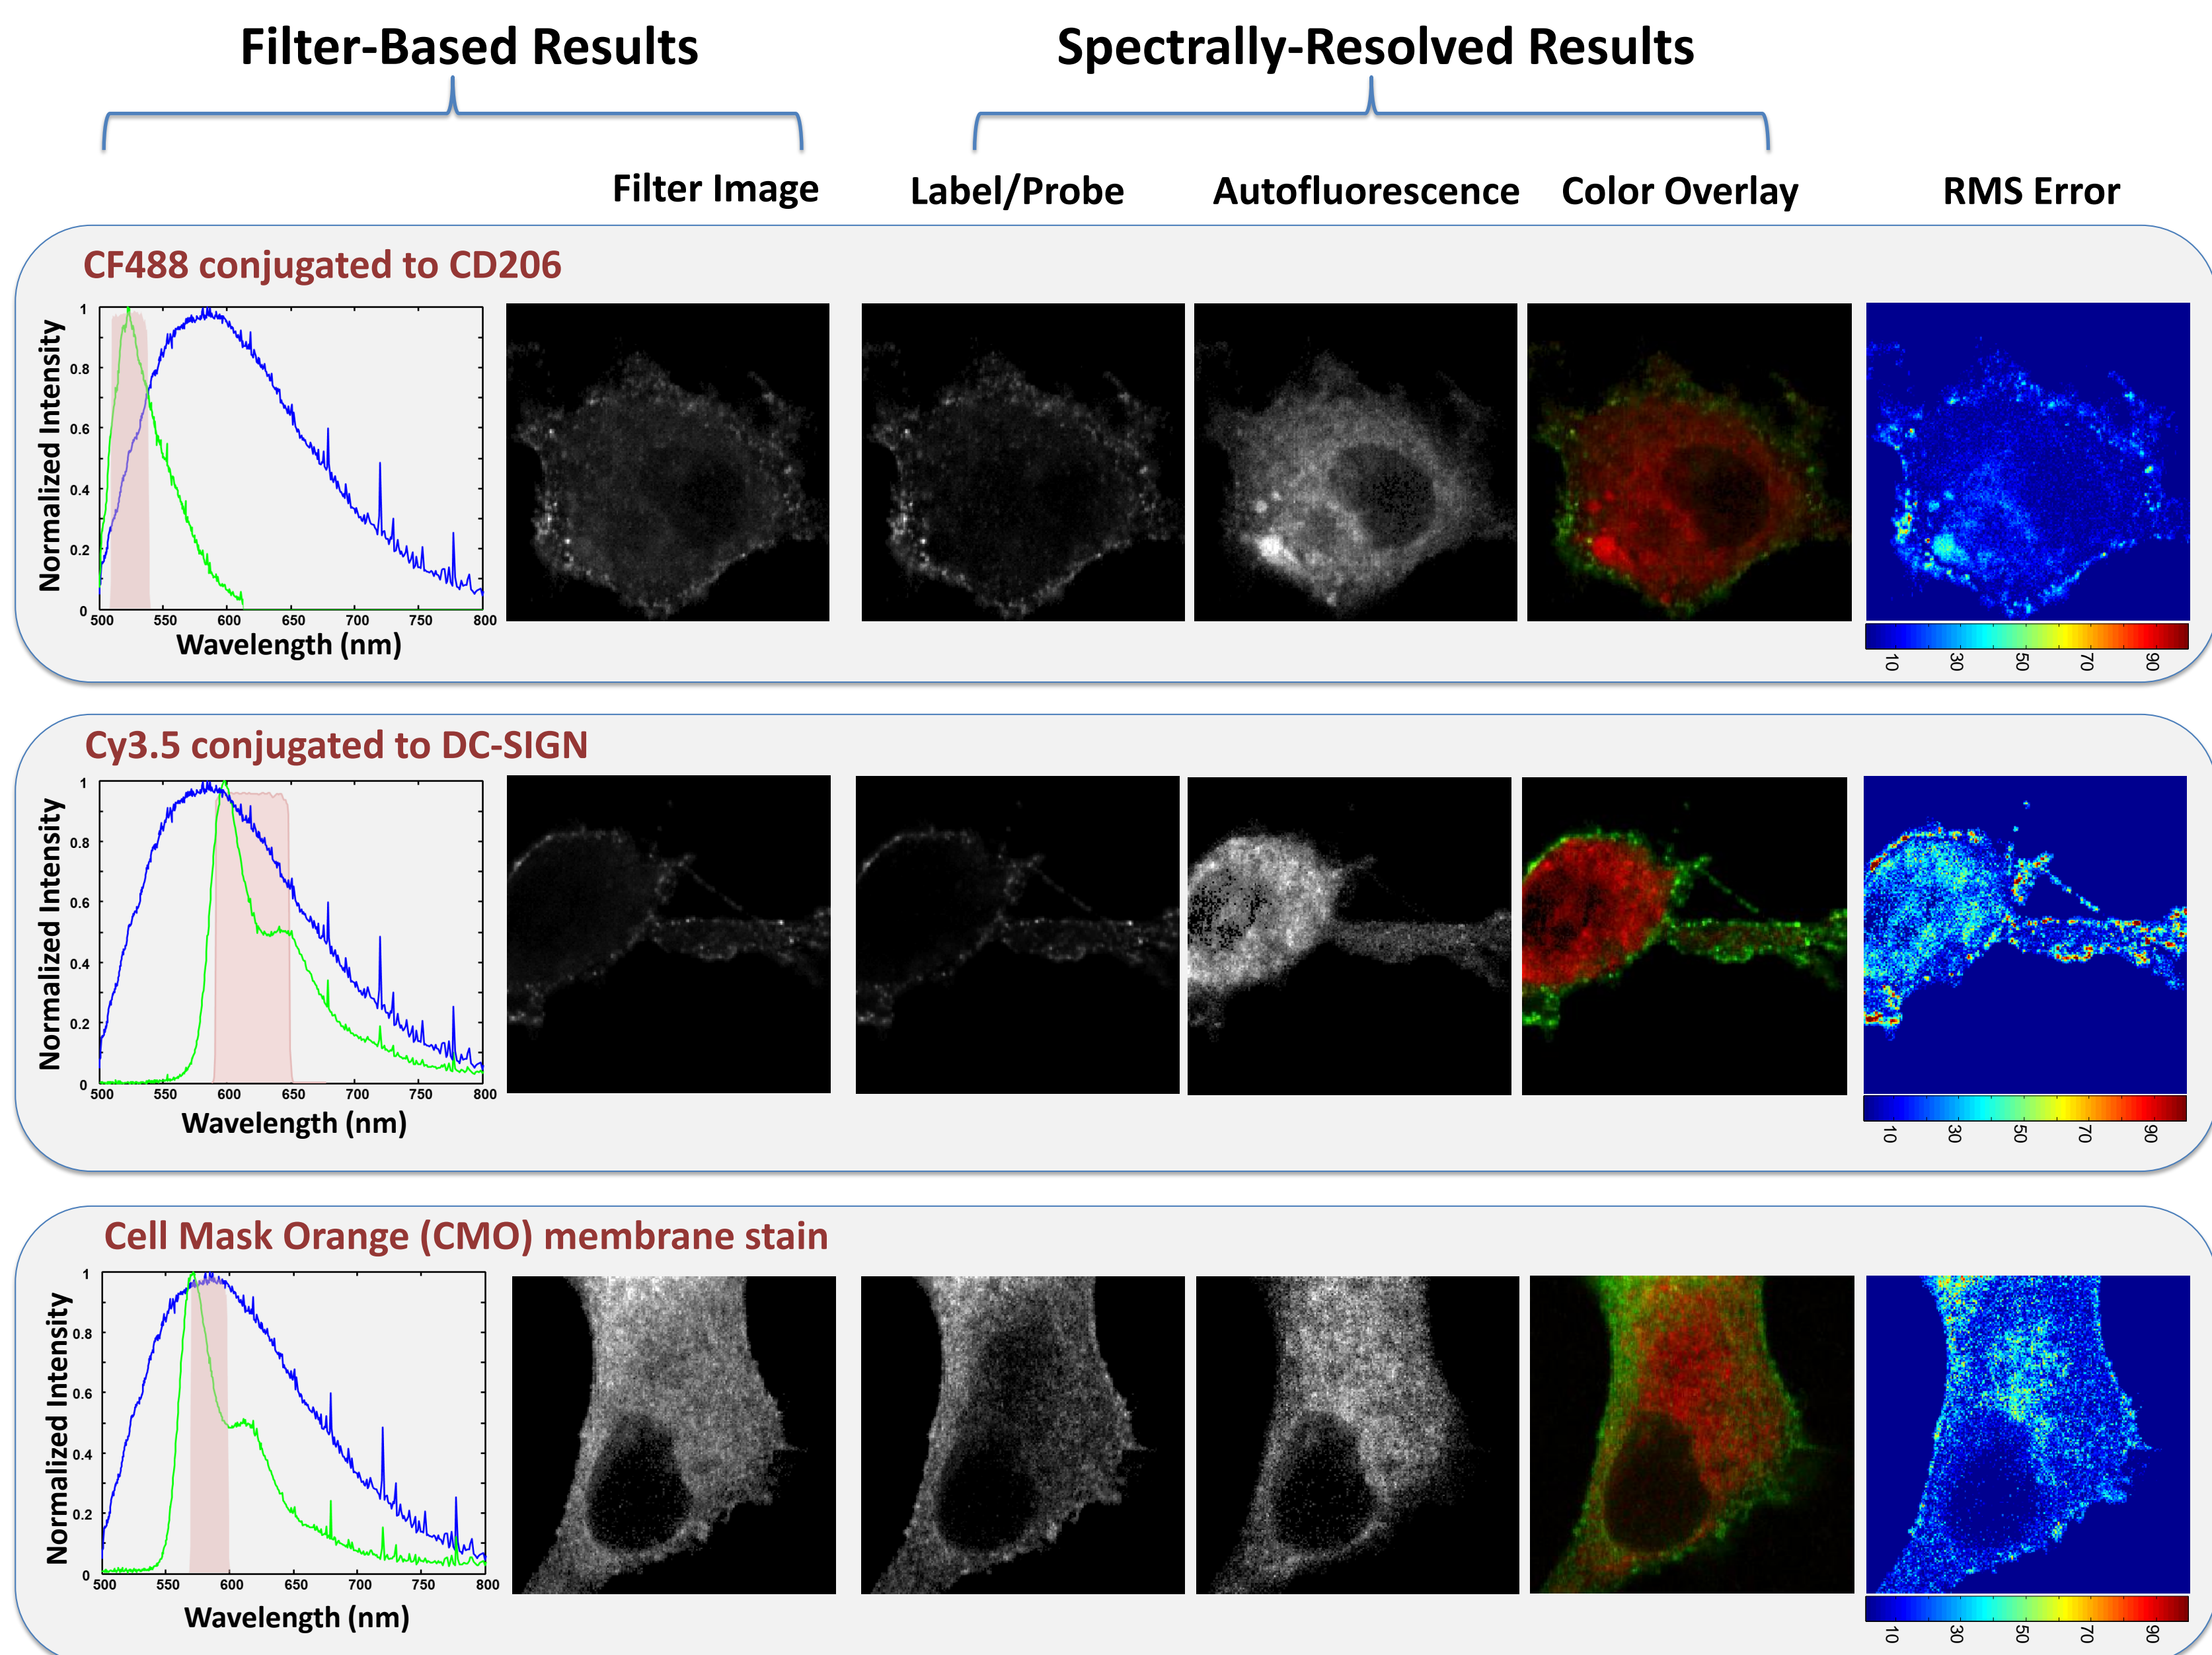 Filter-Based Results
Spectrally-Resolved Results
Filter Image
Label/Probe
Autofluorescence
Color Overlay
RMS Error
CF488 conjugated to CD206
Normalized Intensity
1
0.8
0.6
0.4
0.2
0
500 550 600 650 700 750 800
Wavelength (nm)
10 30 50 70 90
Cy3.5 conjugated to DC-SIGN
Normalized Intensity
1
0.8
0.6
0.4
0.2
0
500 550 600 650 700 750 800
Wavelength (nm)
10 30 50 70 90
Cell Mask Orange (CMO) membrane stain
Normalized Intensity
1
0.8
0.6
0.4
0.2
0
500 550 600 650 700 750 800
Wavelength (nm)
10 30 50 70 90